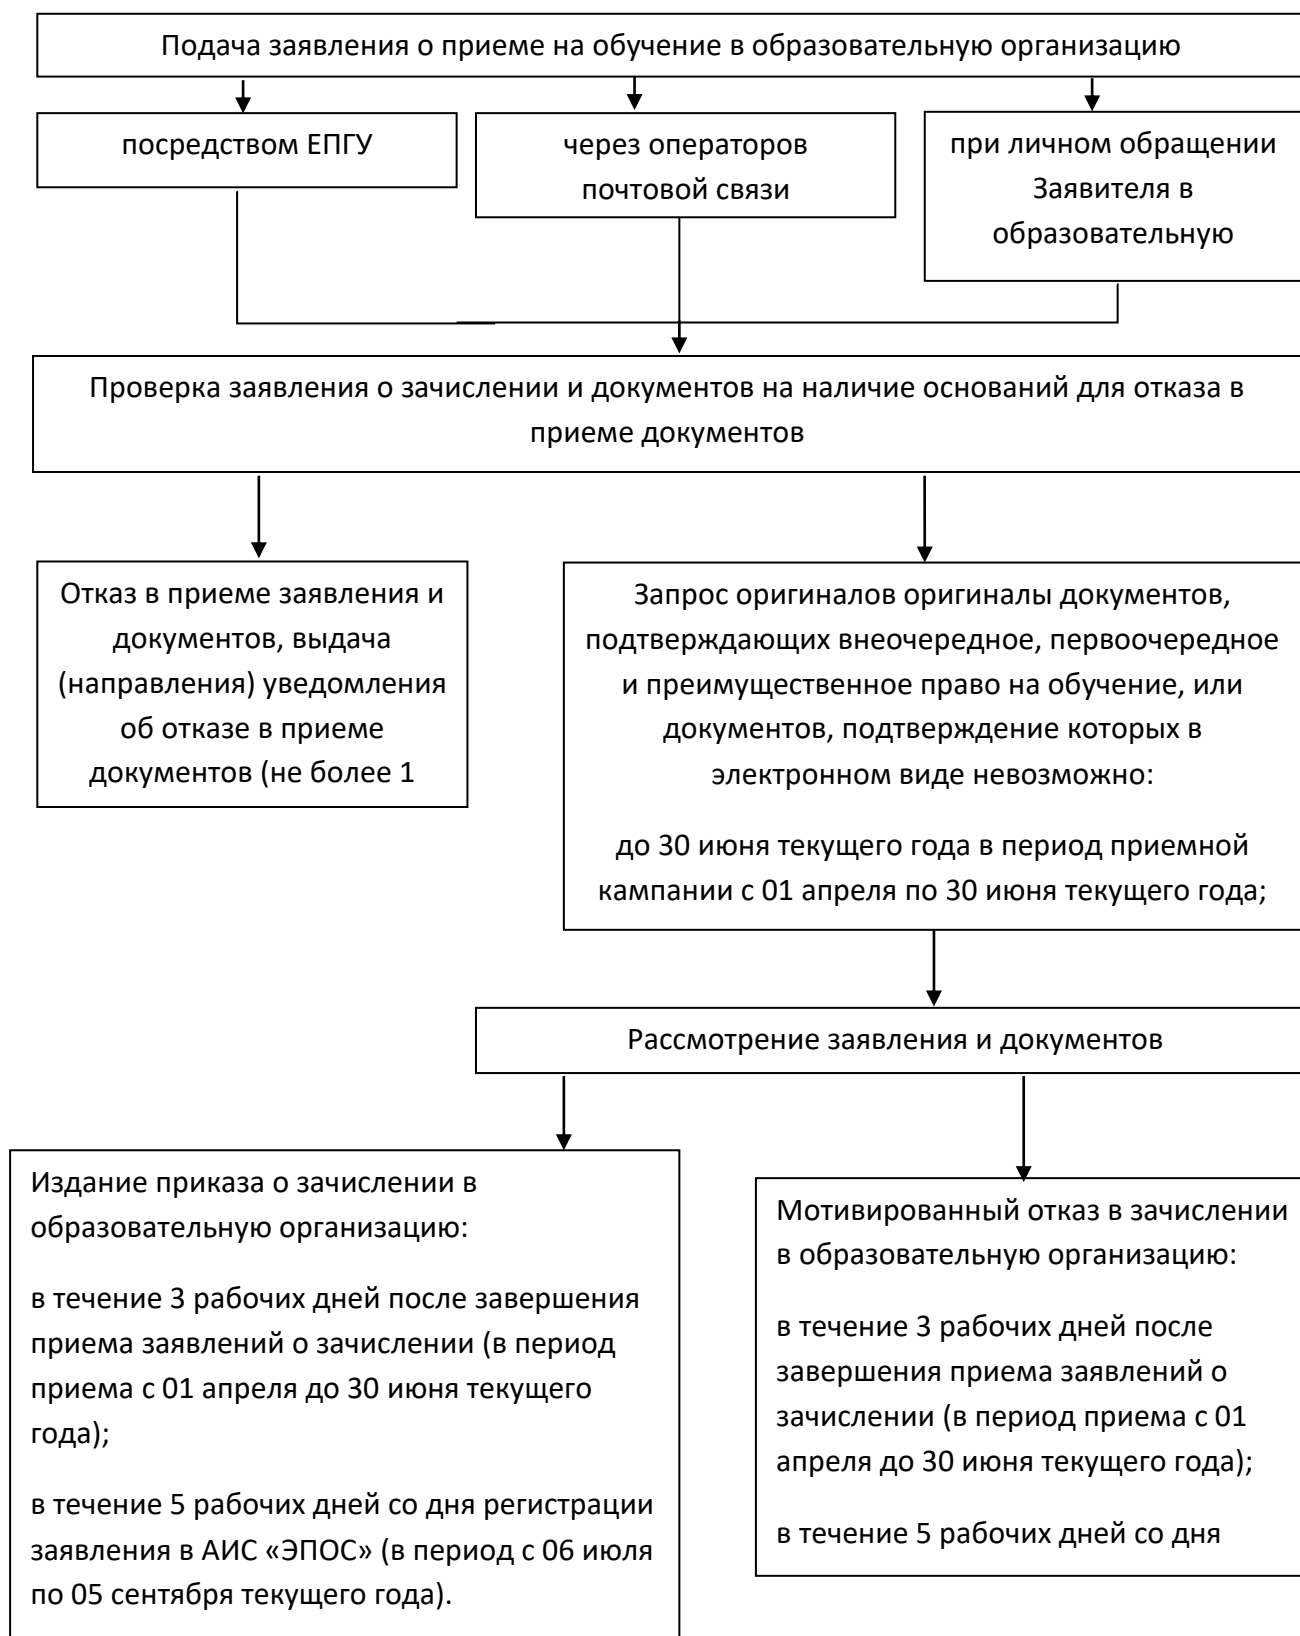 Подача заявления о приеме на обучение в образовательную организацию
посредством ЕПГУ
через операторов
почтовой связи
при личном обращении
Заявителя в
образовательную
Проверка заявления о зачислении и документов на наличие оснований для отказа в
приеме документов
Отказ в приеме заявления и
документов, выдача
(направления) уведомления
об отказе в приеме
документов (не более 1
Запрос оригиналов оригиналы документов,
подтверждающих внеочередное, первоочередное
и преимущественное право на обучение, или
документов, подтверждение которых в
электронном виде невозможно:
до 30 июня текущего года в период приемной
кампании с 01 апреля по 30 июня текущего года;
Рассмотрение заявления и документов
Издание приказа о зачислении в
образовательную организацию:
в течение 3 рабочих дней после завершения
приема заявлений о зачислении (в период
приема с 01 апреля до 30 июня текущего
года);
в течение 5 рабочих дней со дня регистрации
заявления в АИС «ЭПОС» (в период с 06 июля
по 05 сентября текущего года).
Мотивированный отказ в зачислении
в образовательную организацию:
в течение 3 рабочих дней после
завершения приема заявлений о
зачислении (в период приема с 01
апреля до 30 июня текущего года);
в течение 5 рабочих дней со дня